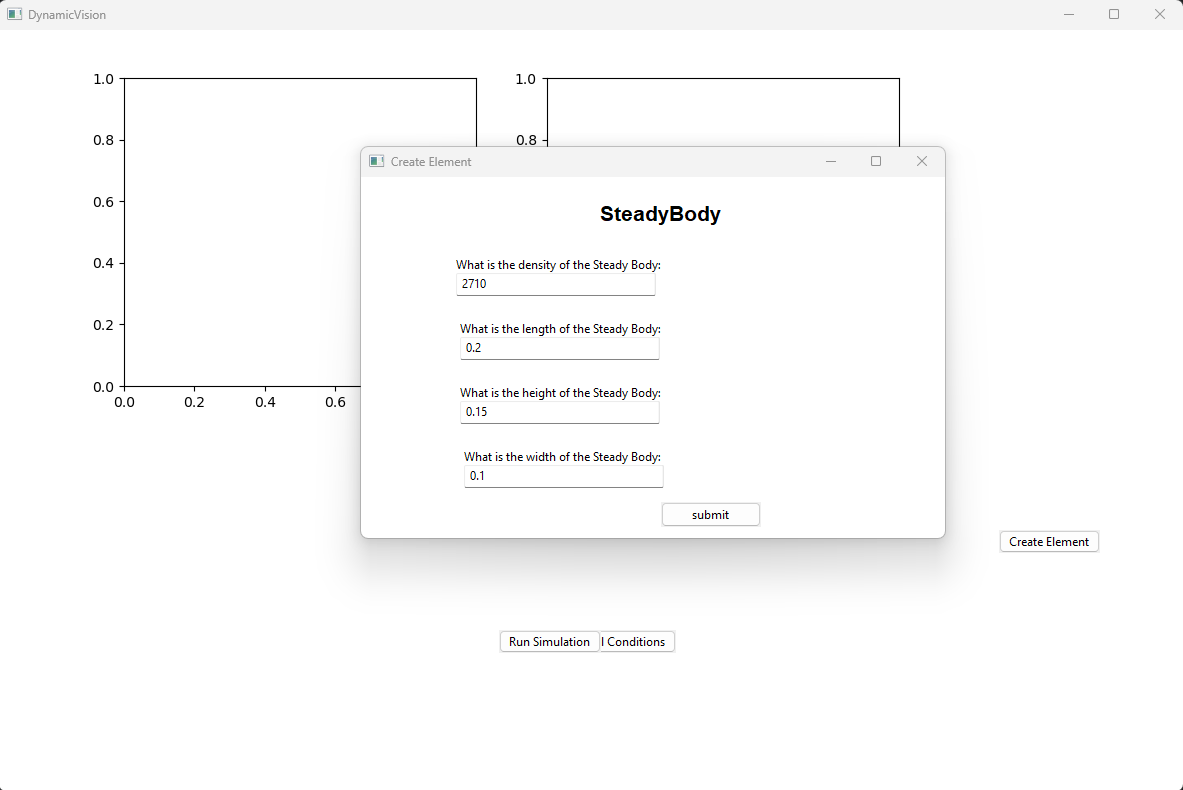 DynamicVision
1.0
0.8
0.6
0.4
0.2
0.0
0.0 0.2 0.4 0.6
1.0
0.8
Create Element
SteadyBody
What is the density of the Steady Body:
2710
What is the length of the Steady Body:
0.2
What is the height of the Steady Body:
0.15
What is the width of the Steady Body:
0.1
submit
Create Element
Run Simulation
l Conditions